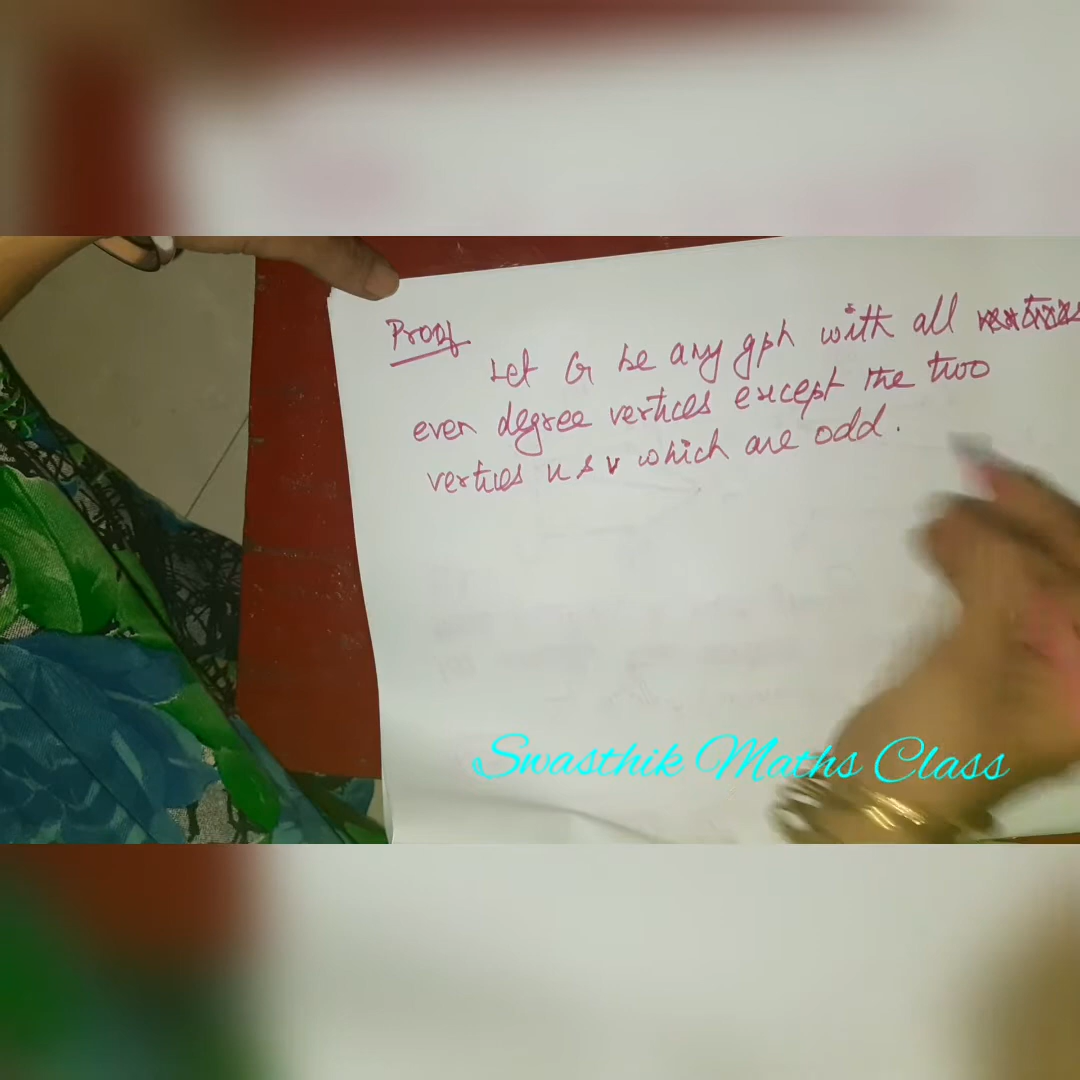 Proof
Let G be any gph with all
even degree vertices except the two
verties u & v which are odd.
Swasthik Maths Class